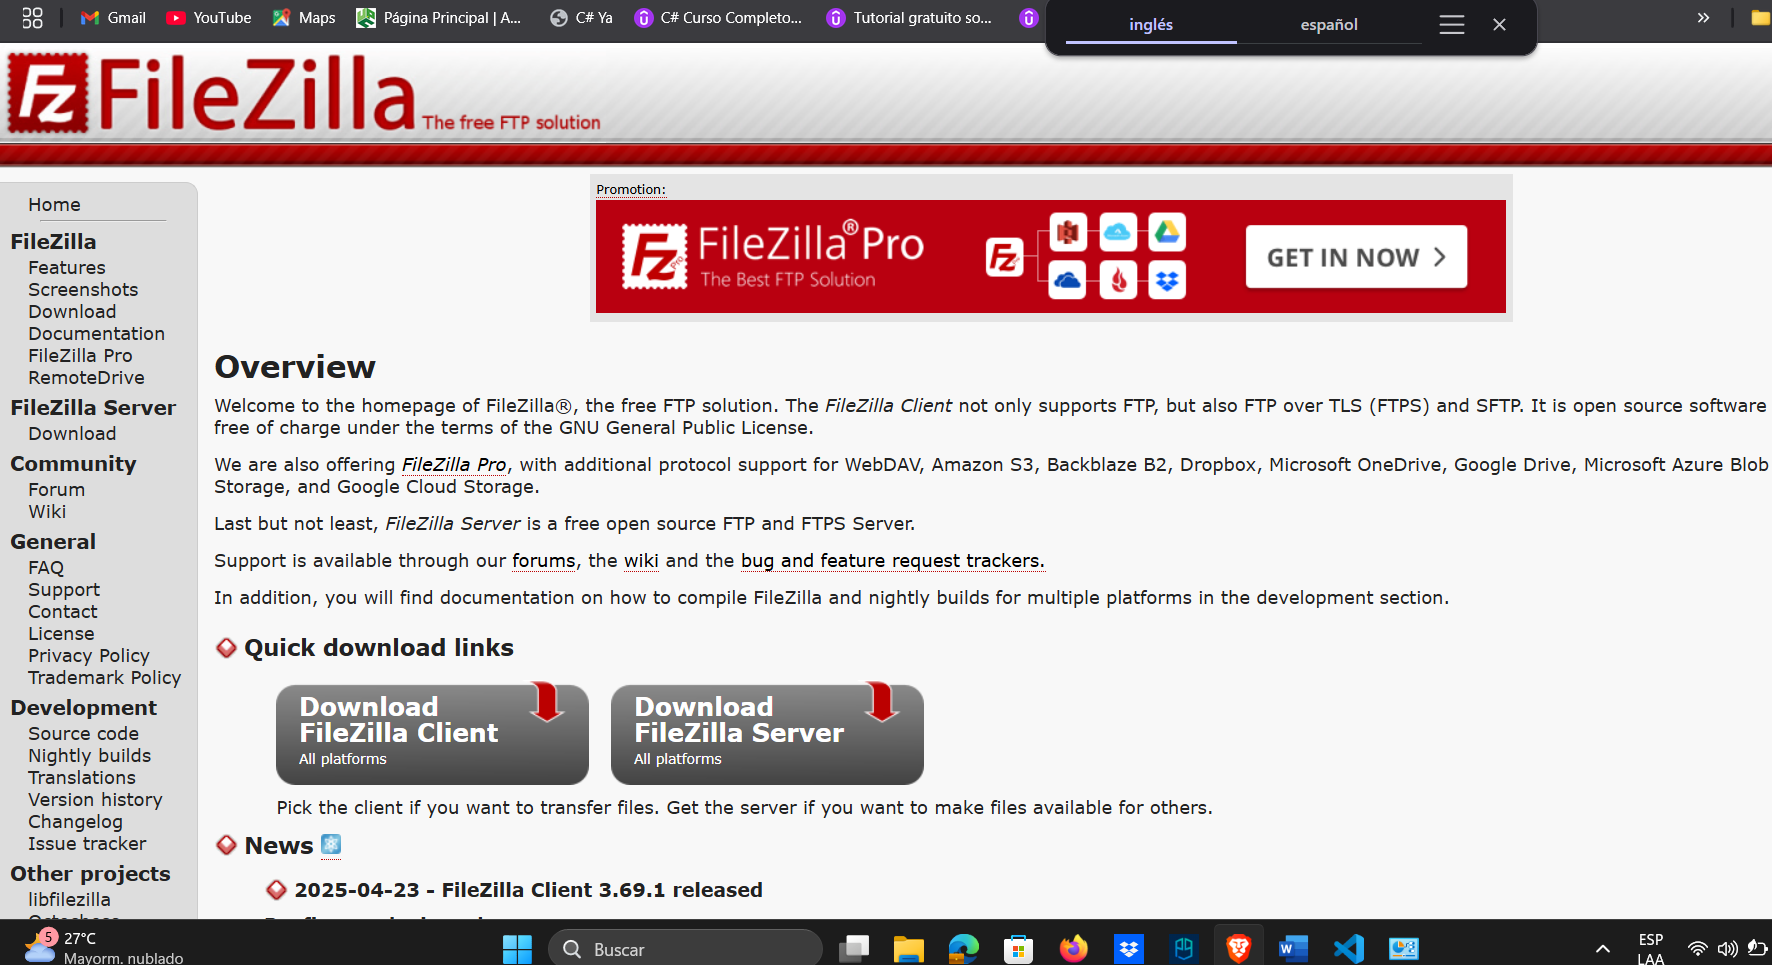 Gmail
YouTube
Maps
Página Principal | A...
C# Ya
C# Curso Completo...
Tutorial gratuito so...
inglés
español
»
Fz FileZilla The free FTP solution
Home
FileZilla
Features
Screenshots
Download
Documentation
FileZilla Pro
RemoteDrive
FileZilla Server
Download
Community
Forum
Wiki
General
FAQ
Support
Contact
License
Privacy Policy
Trademark Policy
Development
Source code
Nightly builds
Translations
Version history
Changelog
Issue tracker
Other projects
libfilezilla
Promotion:
Fz Pro FileZilla® Pro
The Best FTP Solution
Fz
GET IN NOW >
Overview
Welcome to the homepage of FileZilla®, the free FTP solution. The FileZilla Client not only supports FTP, but also FTP over TLS (FTPS) and SFTP. It is open source software
free of charge under the terms of the GNU General Public License.
We are also offering FileZilla Pro, with additional protocol support for WebDAV, Amazon S3, Backblaze B2, Dropbox, Microsoft OneDrive, Google Drive, Microsoft Azure Blob
Storage, and Google Cloud Storage.
Last but not least, FileZilla Server is a free open source FTP and FTPS Server.
Support is available through our forums, the wiki and the bug and feature request trackers.
In addition, you will find documentation on how to compile FileZilla and nightly builds for multiple platforms in the development section.
Quick download links
Download
FileZilla Client
All platforms
Download
FileZilla Server
All platforms
Pick the client if you want to transfer files. Get the server if you want to make files available for others.
News
2025-04-23 - FileZilla Client 3.69.1 released
5
27°C
Mayorm. nublado
Buscar
ESP
LAA